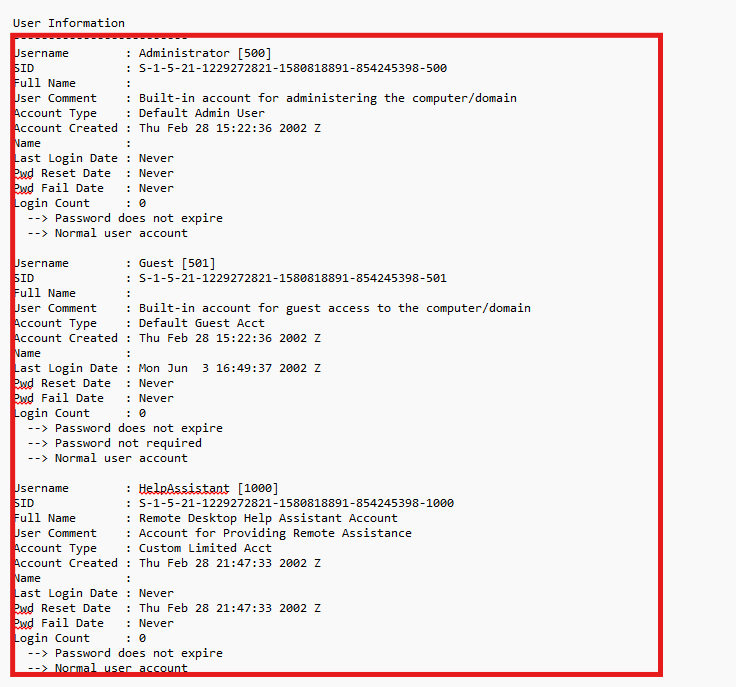 User Information
-------------------------
Username        : Administrator [500]
SID             : S-1-5-21-1229272821-1580818891-854245398-500
Full Name       :
User Comment    : Built-in account for administering the computer/domain
Account Type    : Default Admin User
Account Created : Thu Feb 28 15:22:36 2002 Z
Name            :
Last Login Date : Never
Pwd Reset Date  : Never
Pwd Fail Date   : Never
Login Count     : 0
  --> Password does not expire
  --> Normal user account

Username        : Guest [501]
SID             : S-1-5-21-1229272821-1580818891-854245398-501
Full Name       :
User Comment    : Built-in account for guest access to the computer/domain
Account Type    : Default Guest Acct
Account Created : Thu Feb 28 15:22:36 2002 Z
Name            :
Last Login Date : Mon Jun  3 16:49:37 2002 Z
Pwd Reset Date  : Never
Pwd Fail Date   : Never
Login Count     : 0
  --> Password does not expire
  --> Password not required
  --> Normal user account

Username        : HelpAssistant [1000]
SID             : S-1-5-21-1229272821-1580818891-854245398-1000
Full Name       : Remote Desktop Help Assistant Account
User Comment    : Account for Providing Remote Assistance
Account Type    : Custom Limited Acct
Account Created : Thu Feb 28 21:47:33 2002 Z
Name            :
Last Login Date : Never
Pwd Reset Date  : Thu Feb 28 21:47:33 2002 Z
Pwd Fail Date   : Never
Login Count     : 0
  --> Password does not expire
  --> Normal user account